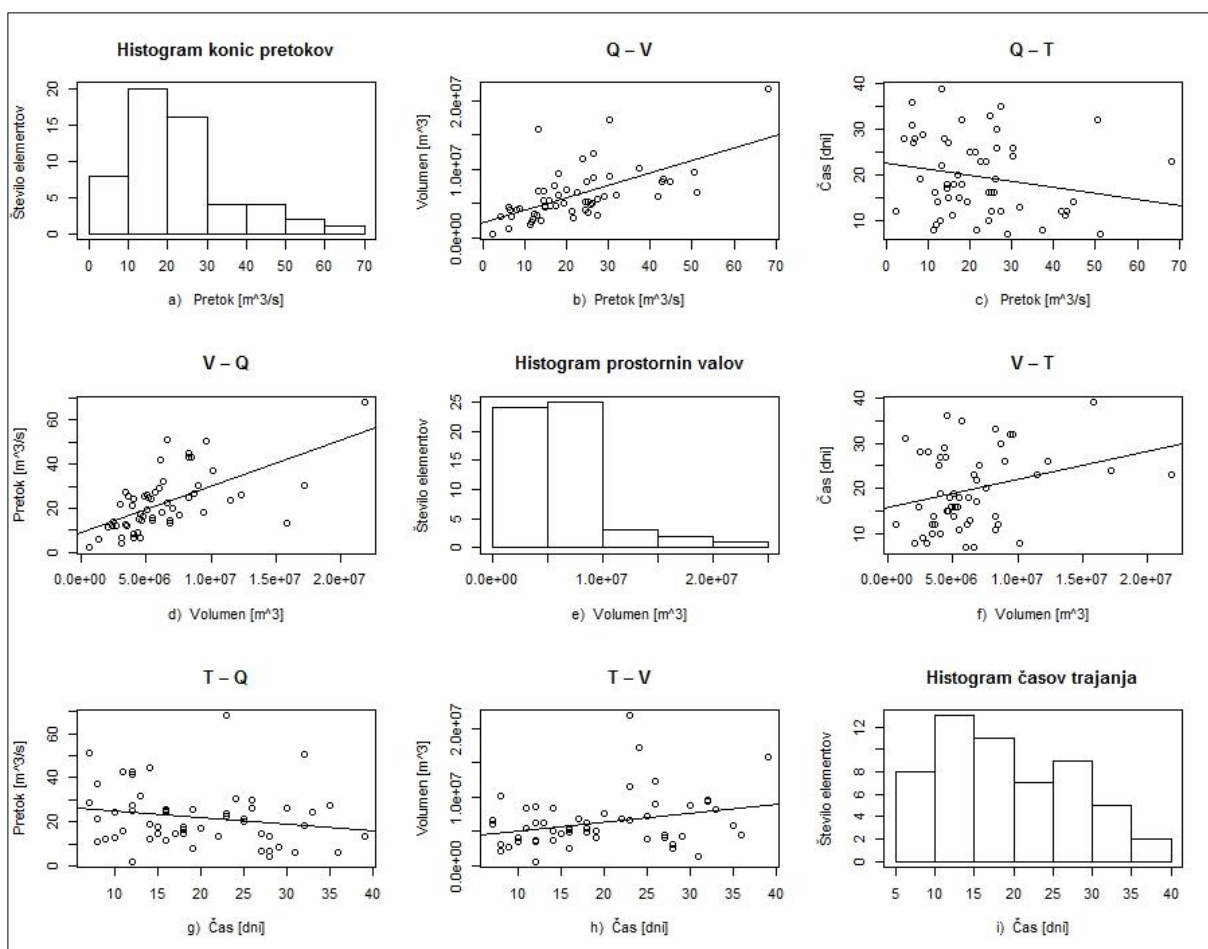 Histogram konic pretokov
Število elementov
20
15
10
5
0
0 10 20 30 40 50 60 70
a) Pretok [m^3/s]
Q – V
Volumen [m^3]
2.0e+07
1.0e+07
0.0e+00
0 10 20 30 40 50 60 70
b) Pretok [m^3/s]
Q – T
Čas [dni]
40
30
20
10
0 10 20 30 40 50 60 70
c) Pretok [m^3/s]
V – Q
Pretok [m^3/s]
60
40
20
0
0.0e+00 5.0e+06 1.0e+07 1.5e+07 2.0e+07
d) Volumen [m^3]
Histogram prostornin valov
Število elementov
25
20
15
10
5
0
0.0e+00 1.0e+07 2.0e+07
e) Volumen [m^3]
V – T
Čas [dni]
40
30
20
10
0.0e+00 5.0e+06 1.0e+07 1.5e+07 2.0e+07
f) Volumen [m^3]
T – Q
Pretok [m^3/s]
60
40
20
0
10 15 20 25 30 35 40
g) Čas [dni]
T – V
Volumen [m^3]
2.0e+07
1.0e+07
0.0e+00
10 15 20 25 30 35 40
h) Čas [dni]
Histogram časov trajanja
Število elementov
12
8
6
4
2
0
5 10 15 20 25 30 35 40
i) Čas [dni]